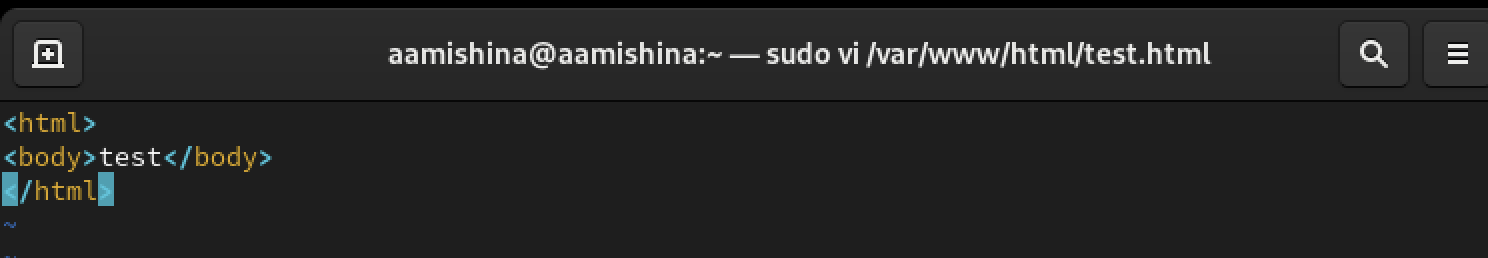 aamishina@aamishina:~ — sudo vi /var/www/html/test.html
<html>
<body>test</body>
</html>
~
~